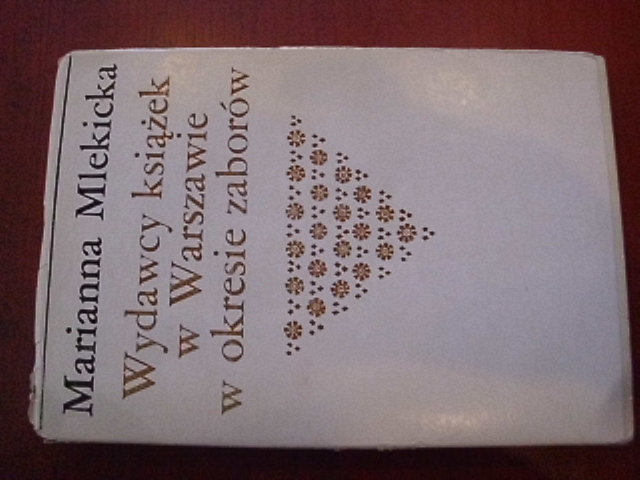 Marianna Mlekicka
Wydawcy książek
w Warszawie
w okresie zaborów